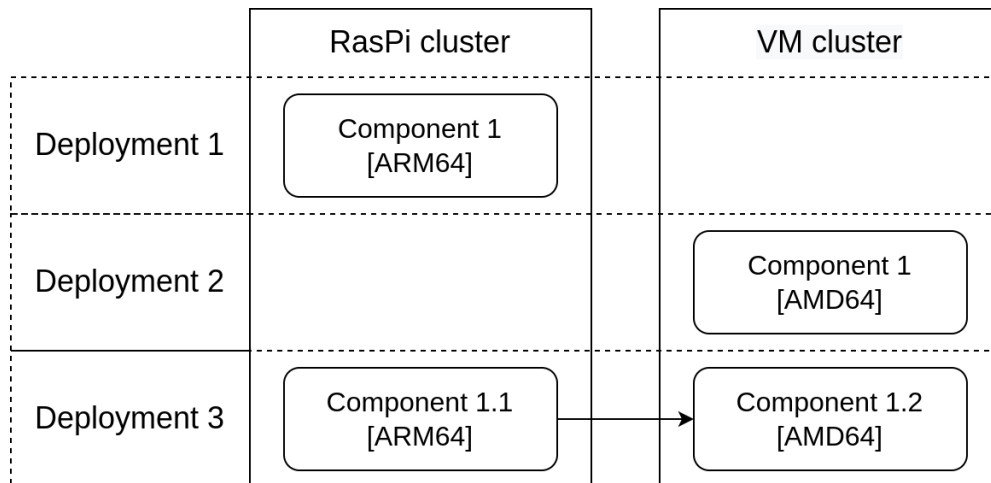 RasPi cluster
VM cluster
Deployment 1
Component 1
[ARM64]
Deployment 2
Component 1
[AMD64]
Deployment 3
Component 1.1
[ARM64]
Component 1.2
[AMD64]